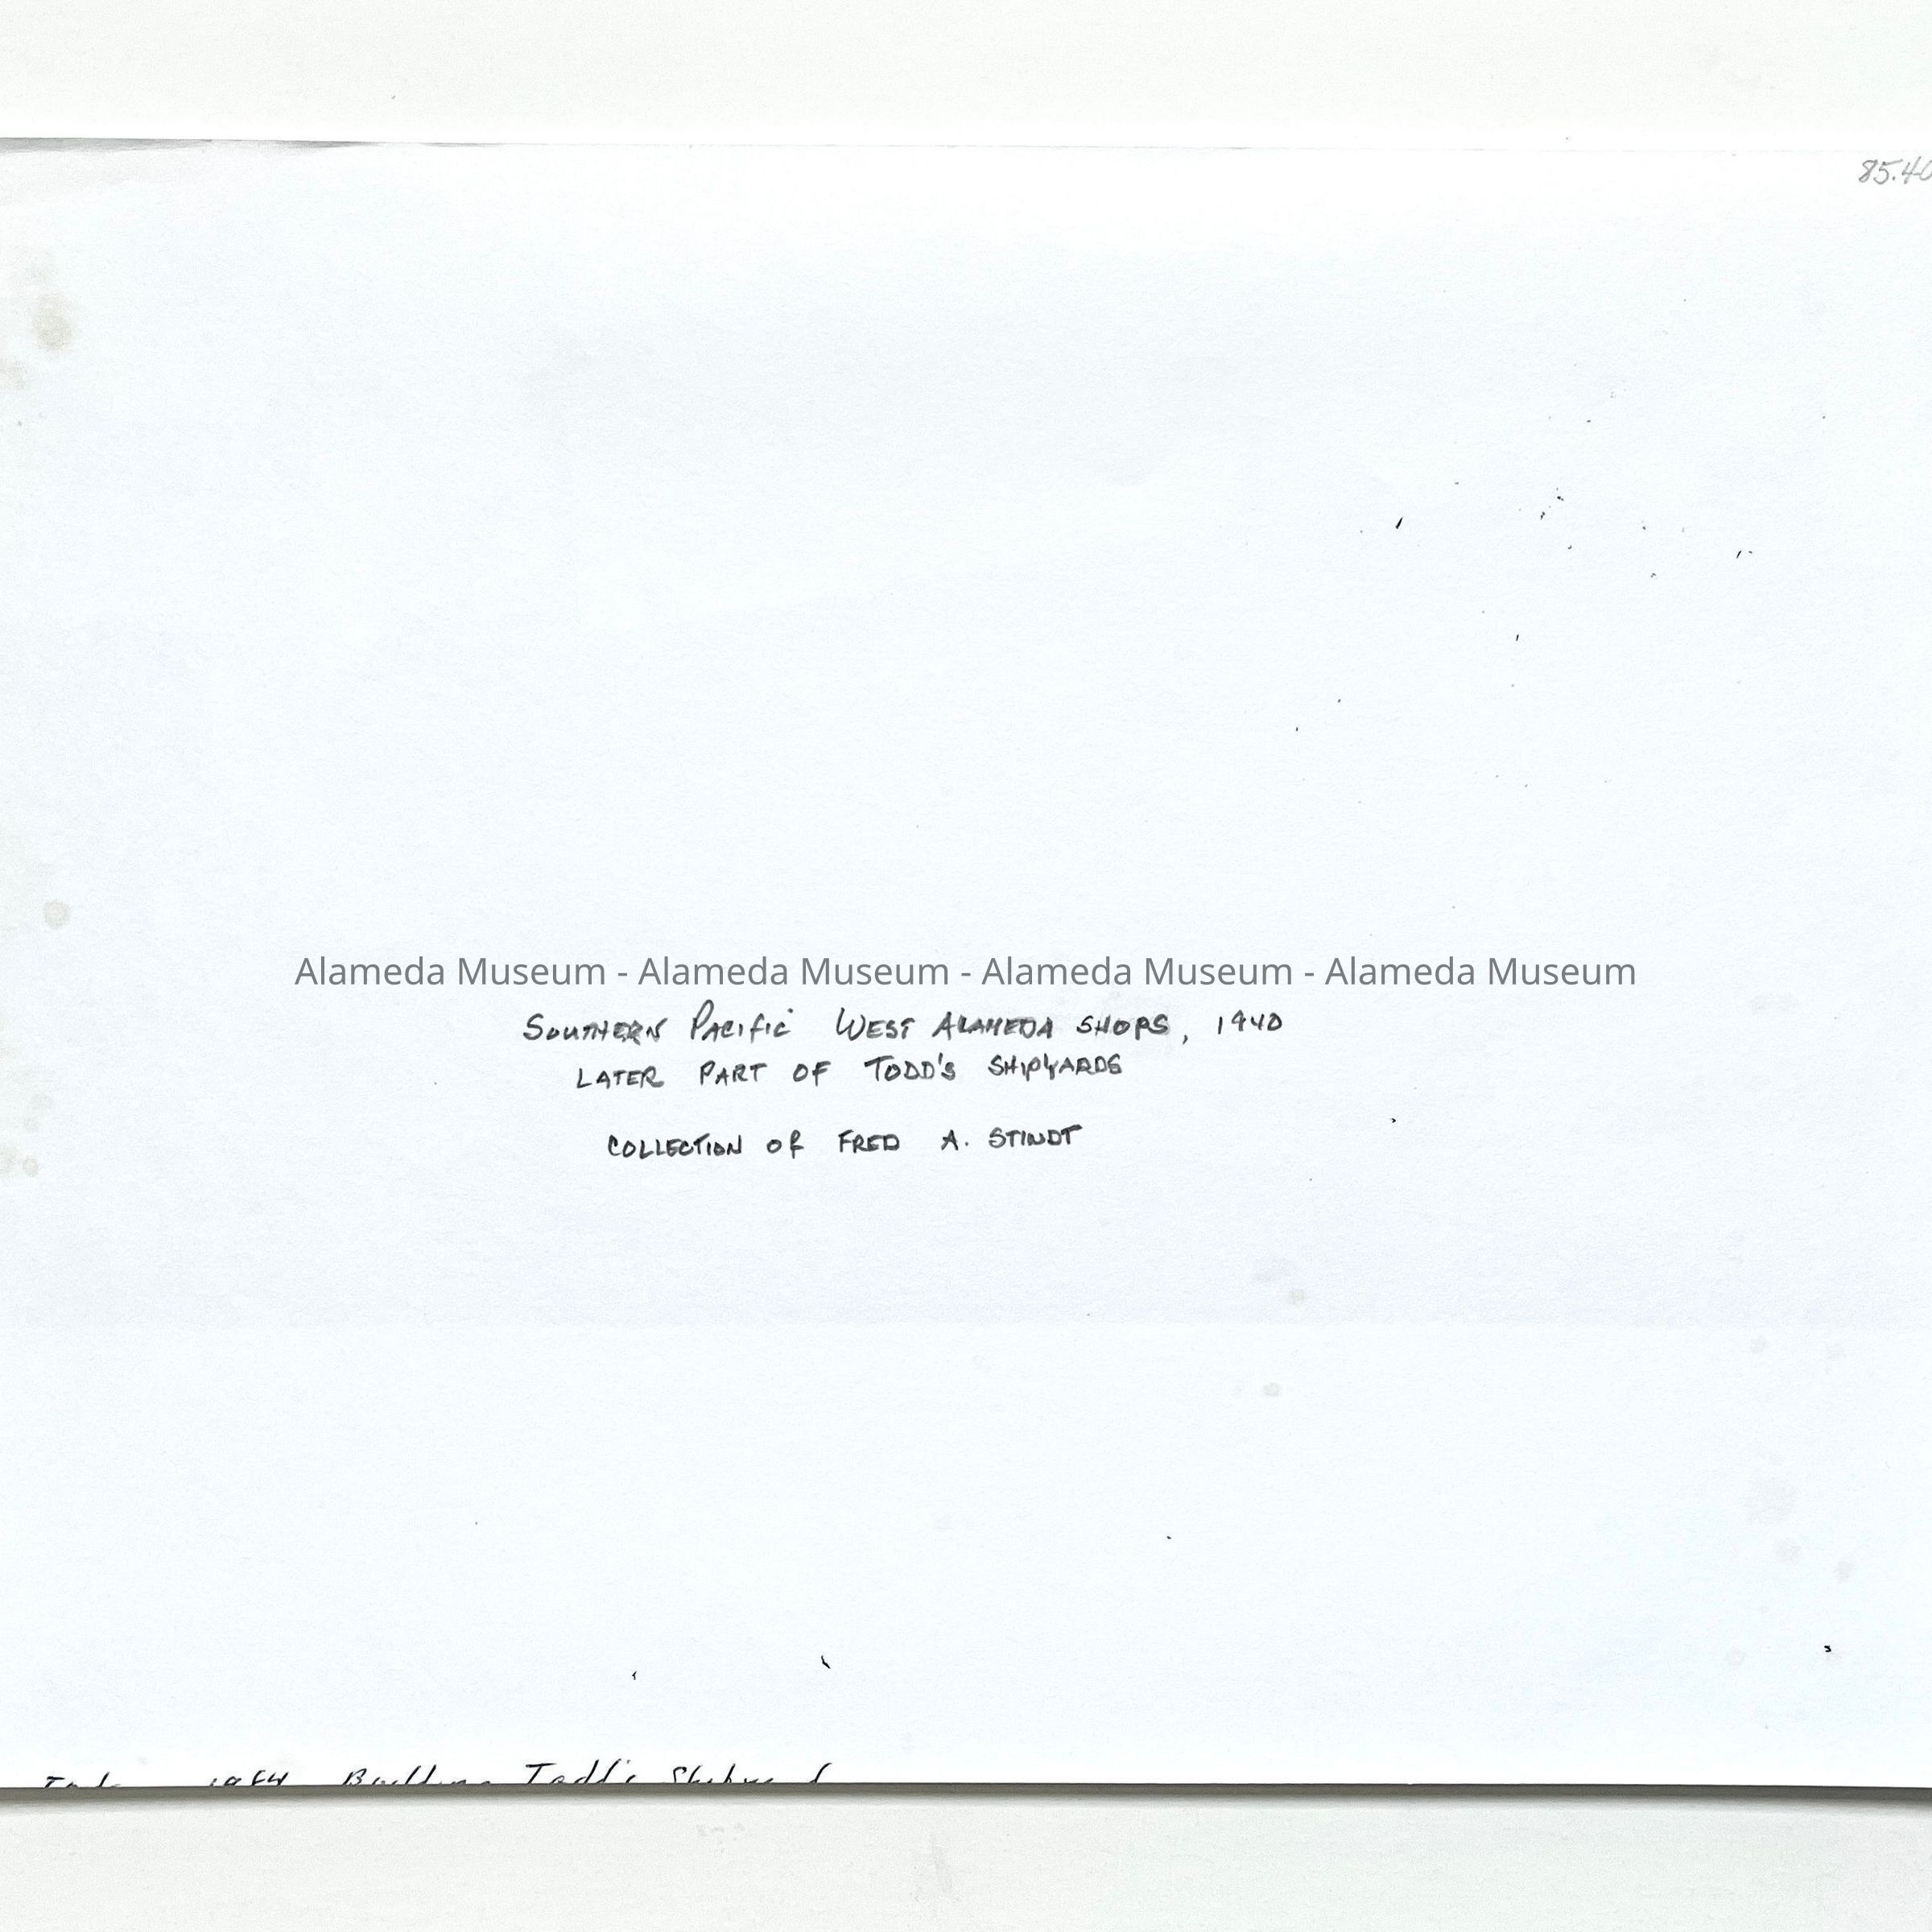 85.40
Alameda Museum - Alameda Museum - Alameda Museum - Alameda Museum
SOUTHERN PACIFIC WEST ALAMEDA SHOPS, 1940
LATER PART OF TODD'S SHIPYARDS
COLLECTION OF FRED A. STINDT
Todd's